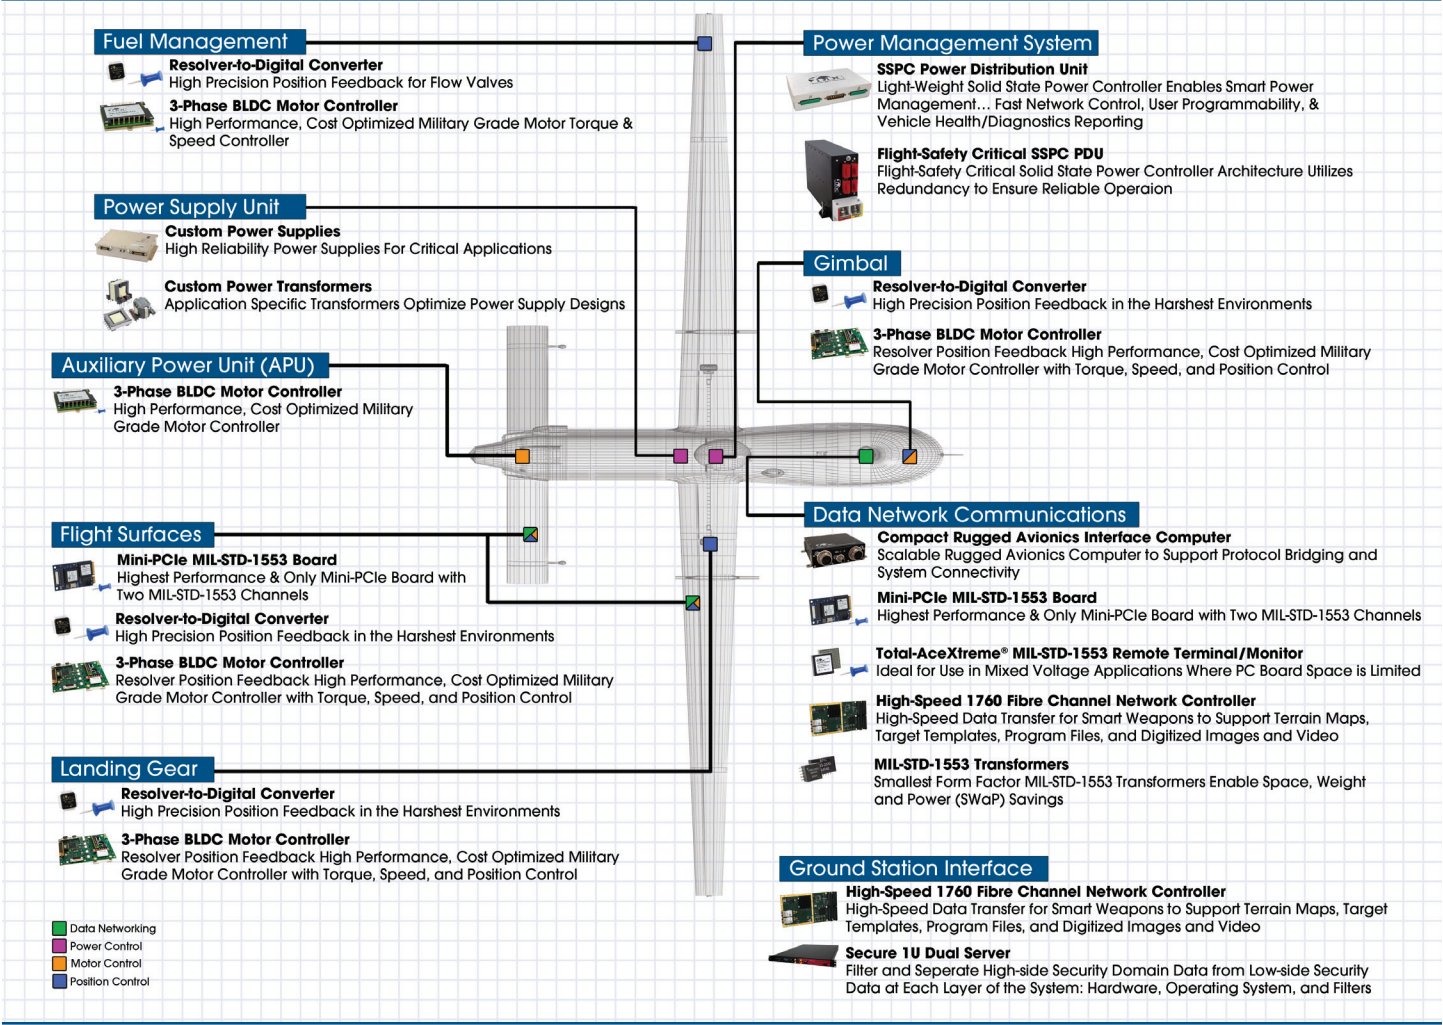 Fuel Management
Resolver-to-Digital Converter
High Precision Position Feedback for Flow Valves
3-Phase BLDC Motor Controller
High Performance, Cost Optimized Military Grade Motor Torque &
Speed Controller
Power Supply Unit
Custom Power Supplies
High Reliability Power Supplies For Critical Applications
Custom Power Transformers
Application Specific Transformers Optimize Power Supply Designs
Auxiliary Power Unit (APU)
3-Phase BLDC Motor Controller
High Performance, Cost Optimized Military
Grade Motor Controller
Flight Surfaces
Mini-PCIe MIL-STD-1553 Board
Highest Performance & Only Mini-PCIe Board with
Two MIL-STD-1553 Channels
Resolver-to-Digital Converter
High Precision Position Feedback in the Harshest Environments
3-Phase BLDC Motor Controller
Resolver Position Feedback High Performance, Cost Optimized Military
Grade Motor Controller with Torque, Speed, and Position Control
Landing Gear
Resolver-to-Digital Converter
High Precision Position Feedback in the Harshest Environments
3-Phase BLDC Motor Controller
Resolver Position Feedback High Performance, Cost Optimized Military
Grade Motor Controller with Torque, Speed, and Position Control
Data Networking
Power Control
Motor Control
Position Control
Power Management System
SSPC Power Distribution Unit
Light-Weight Solid State Power Controller Enables Smart Power
Management... Fast Network Control, User Programmability, &
Vehicle Health/Diagnostics Reporting
Flight-Safety Critical SSPC PDU
Flight-Safety Critical Solid State Power Controller Architecture Utilizes
Redundancy to Ensure Reliable Operaion
Gimbal
Resolver-to-Digital Converter
High Precision Position Feedback in the Harshest Environments
3-Phase BLDC Motor Controller
Resolver Position Feedback High Performance, Cost Optimized Military
Grade Motor Controller with Torque, Speed, and Position Control
Data Network Communications
Compact Rugged Avionics Interface Computer
Scalable Rugged Avionics Computer to Support Protocol Bridging and
System Connectivity
Mini-PCIe MIL-STD-1553 Board
Highest Performance & Only Mini-PCIe Board with Two MIL-STD-1553 Channels
Total-AceXtreme® MIL-STD-1553 Remote Terminal/Monitor
Ideal for Use in Mixed Voltage Applications Where PC Board Space is Limited
High-Speed 1760 Fibre Channel Network Controller
High-Speed Data Transfer for Smart Weapons to Support Terrain Maps,
Target Templates, Program Files, and Digitized Images and Video
MIL-STD-1553 Transformers
Smallest Form Factor MIL-STD-1553 Transformers Enable Space, Weight
and Power (SWaP) Savings
Ground Station Interface
High-Speed 1760 Fibre Channel Network Controller
High-Speed Data Transfer for Smart Weapons to Support Terrain Maps, Target
Templates, Program Files, and Digitized Images and Video
Secure 1U Dual Server
Filter and Seperate High-side Security Domain Data from Low-side Security
Data at Each Layer of the System: Hardware, Operating System, and Filters